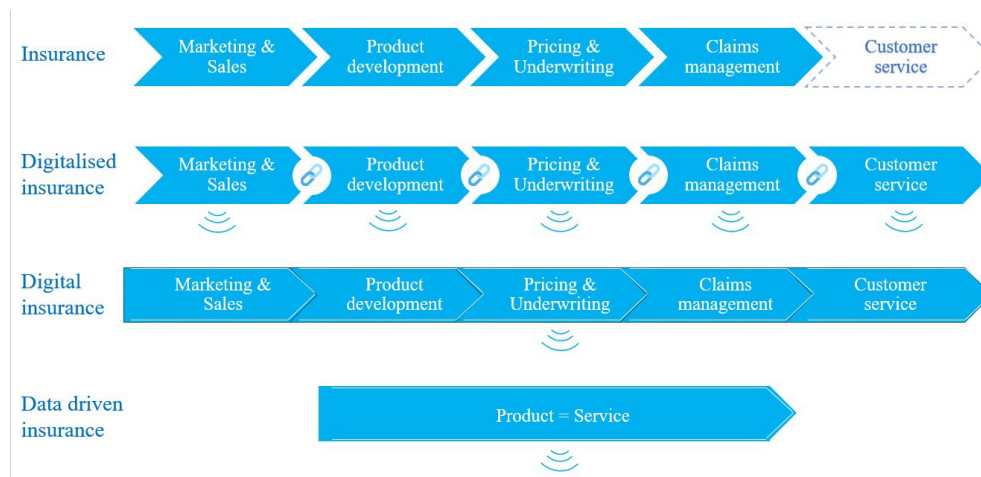 Insurance
Marketing &
Sales
Product
development
Pricing &
Underwriting
Claims
management
Customer
service
Digitalised
insurance
Marketing &
Sales
Product
development
Pricing &
Underwriting
Claims
management
Customer
service
Digital
insurance
Marketing &
Sales
Product
development
Pricing &
Underwriting
Claims
management
Customer
service
Data driven
insurance
Product = Service